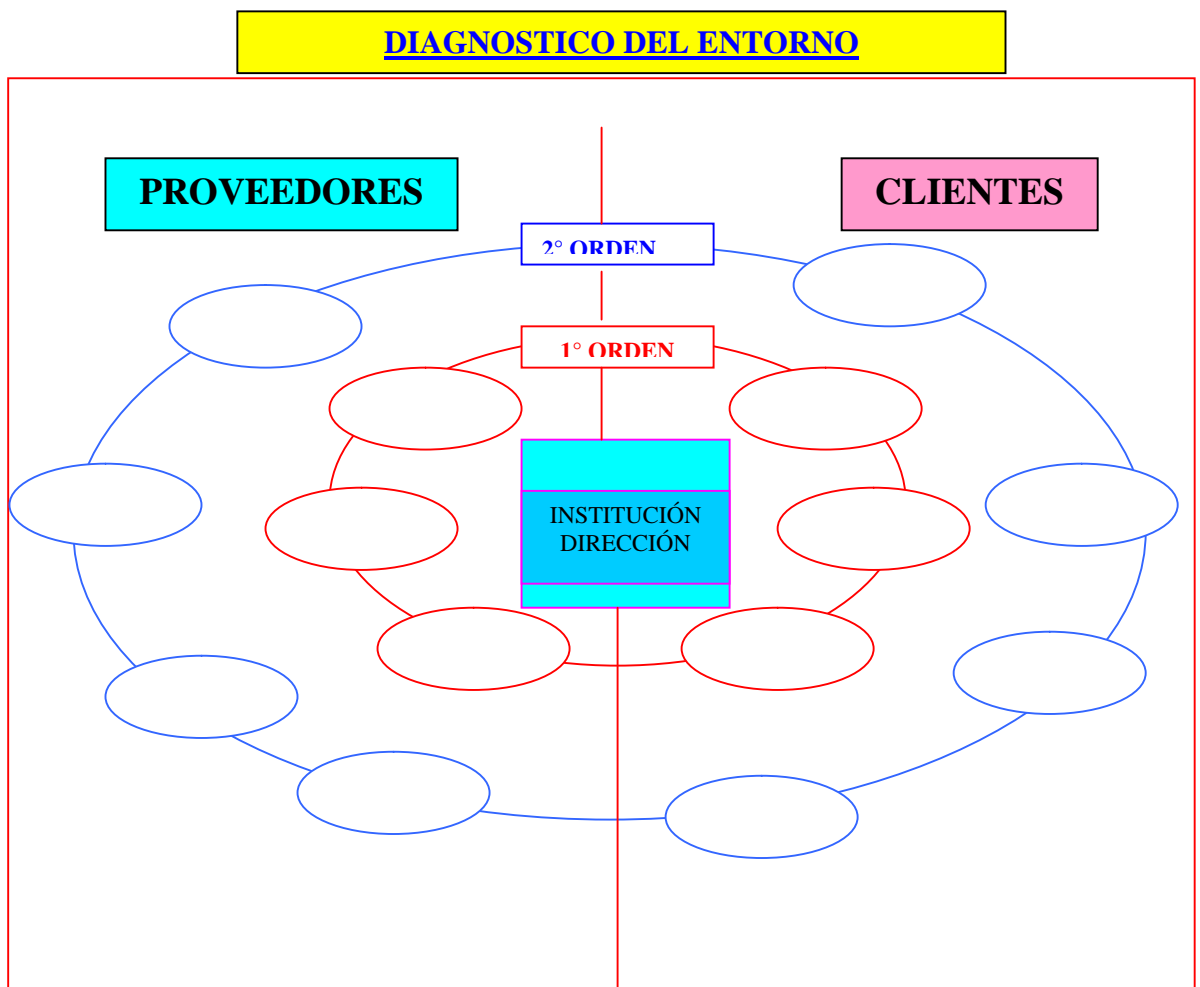 DIAGNOSTICO DEL ENTORNO
PROVEEDORES
CLIENTES
2° ORDEN
1° ORDEN
INSTITUCIÓN
DIRECCIÓN